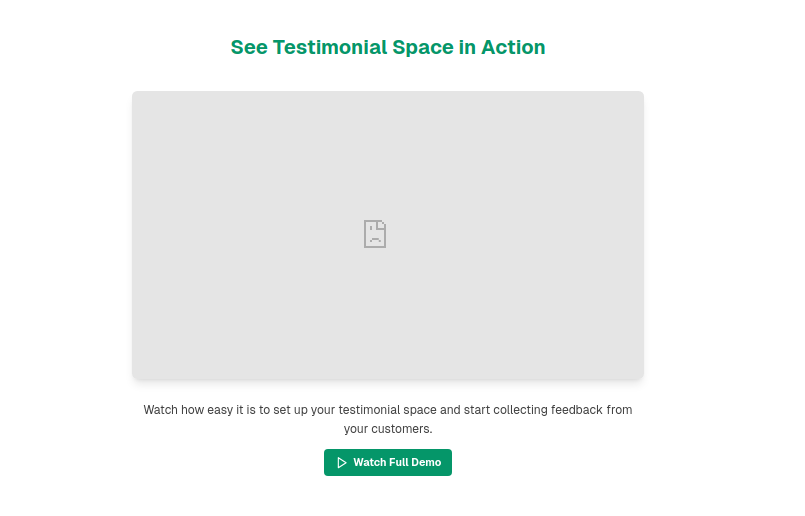 See Testimonial Space in Action
Watch how easy it is to set up your testimonial space and start collecting feedback from
your customers.
Watch Full Demo